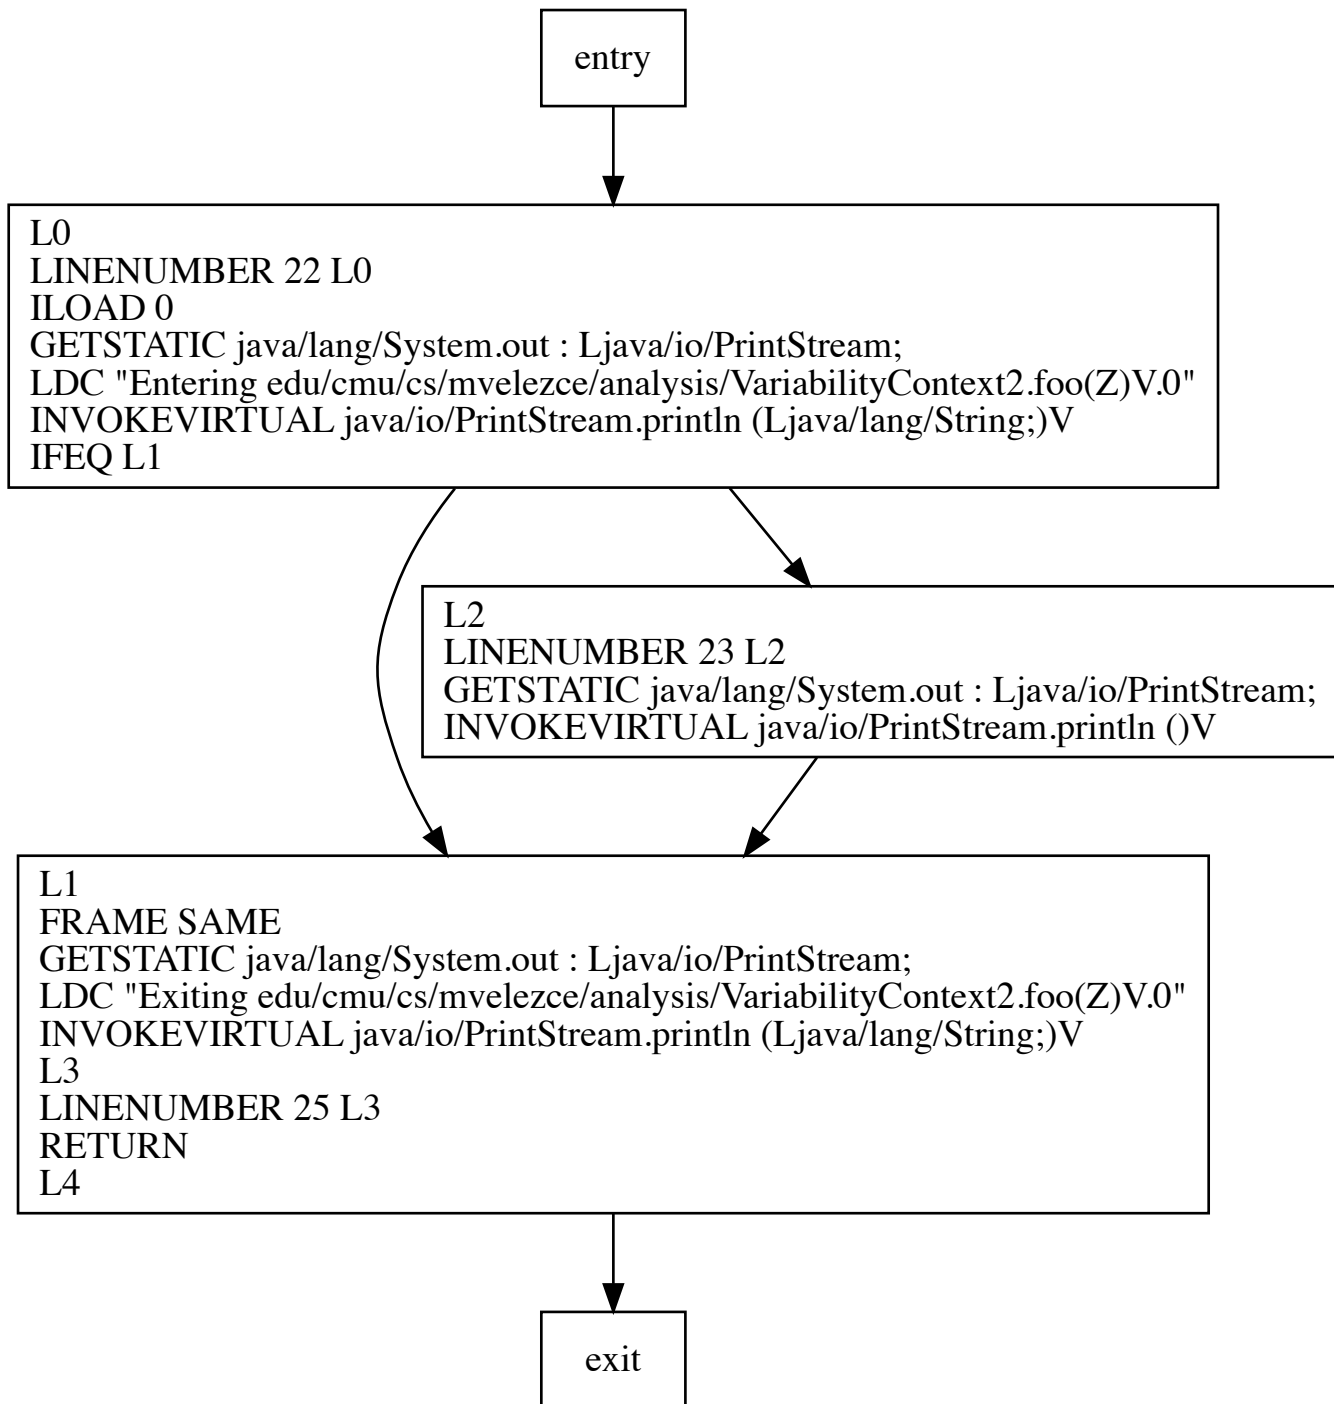 entry
L0
LINENUMBER 22 L0
ILOAD 0
GETSTATIC java/lang/System.out : Ljava/io/PrintStream;
LDC "Entering edu/cmu/cs/mvelezce/analysis/VariabilityContext2.foo(Z)V.0"
INVOKEVIRTUAL java/io/PrintStream.println (Ljava/lang/String;)V
IFEQ L1
L2
LINENUMBER 23 L2
GETSTATIC java/lang/System.out : Ljava/io/PrintStream;
INVOKEVIRTUAL java/io/PrintStream.println ()V
L1
FRAME SAME
GETSTATIC java/lang/System.out : Ljava/io/PrintStream;
LDC "Exiting edu/cmu/cs/mvelezce/analysis/VariabilityContext2.foo(Z)V.0"
INVOKEVIRTUAL java/io/PrintStream.println (Ljava/lang/String;)V
L3
LINENUMBER 25 L3
RETURN
L4
exit